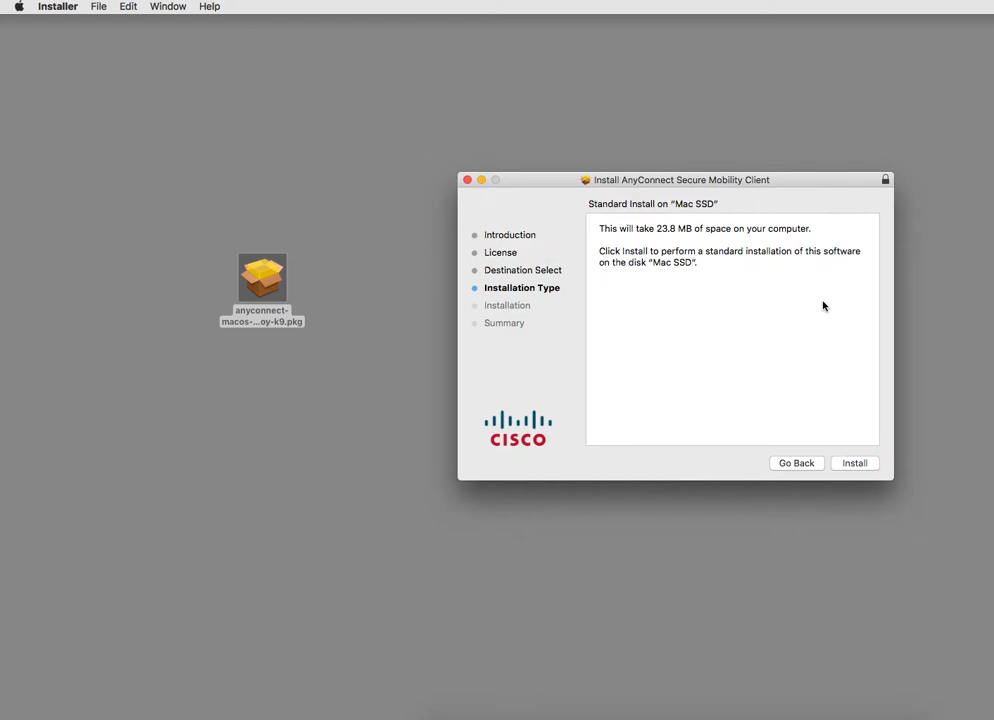 Installer File Edit Window Help
anyconnect-
macos-...oy-k9.pkg
Install AnyConnect Secure Mobility Client
Standard Install on “Mac SSD”
Introduction
License
Destination Select
Installation Type
Installation
Summary
This will take 23.8 MB of space on your computer.
Click Install to perform a standard installation of this software
on the disk “Mac SSD”.
CISCO
Go Back
Install